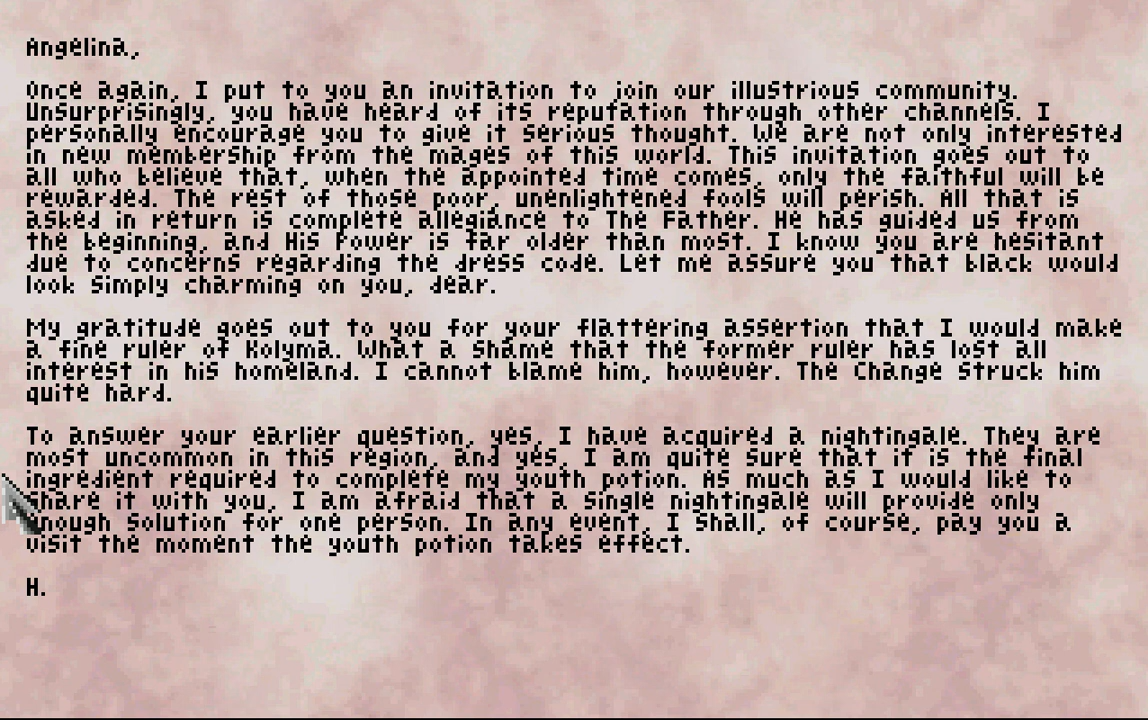 Angelina,
Once again, I put to you an invitation to join our illustrious community.
Unsurprisingly, you have heard of its reputation through other channels. I
personally encourage you to give it serious thought. We are not only interested
in new membership from the mages of this world. This invitation goes out to
all who believe that, when the appointed time comes, only the faithful will be
rewarded. The rest of those poor, unenlightened fools will perish. All that is
asked in return is complete allegiance to The Father. He has guided us from
the beginning, and His Power is far older than most. I know you are hesitant
due to concerns regarding the dress code. Let me assure you that black would
look simply charming on you, dear.
My gratitude goes out to you for your flattering assertion that I would make
a fine ruler of Kolyma. What a shame that the former ruler has lost all
interest in his homeland. I cannot blame him, however. The Change struck him
quite hard.
To answer your earlier question, yes, I have acquired a nightingale. They are
most uncommon in this region, and yes, I am quite sure that it is the final
ingredient required to complete my youth potion. As much as I would like to
share it with you, I am afraid that a single nightingale will provide only
enough solution for one person. In any event, I shall, of course, pay you a
visit the moment the youth potion takes effect.
H.